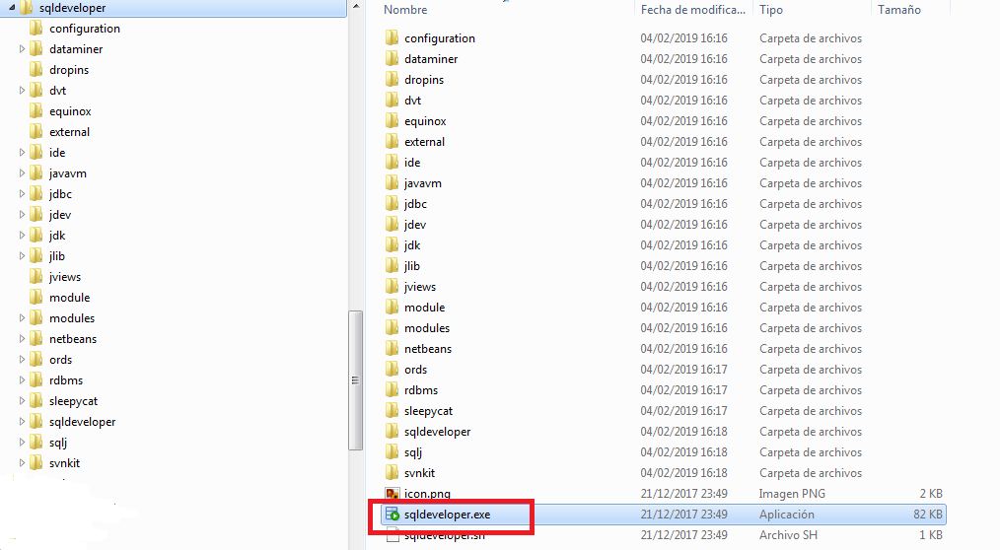 sqldeveloper
configuration
dataminer
dropins
dvt
equinox
external
ide
javavm
jdbc
jdev
jdk
jlib
jviews
module
modules
netbeans
ords
rdbms
sleepycat
sqldeveloper
sqlj
svnkit
Nombre Fecha de modifica... Tipo Tamaño
configuration 04/02/2019 16:16 Carpeta de archivos
dataminer 04/02/2019 16:16 Carpeta de archivos
dropins 04/02/2019 16:16 Carpeta de archivos
dvt 04/02/2019 16:16 Carpeta de archivos
equinox 04/02/2019 16:16 Carpeta de archivos
external 04/02/2019 16:16 Carpeta de archivos
ide 04/02/2019 16:16 Carpeta de archivos
javavm 04/02/2019 16:16 Carpeta de archivos
jdbc 04/02/2019 16:16 Carpeta de archivos
jdev 04/02/2019 16:16 Carpeta de archivos
jdk 04/02/2019 16:16 Carpeta de archivos
jlib 04/02/2019 16:16 Carpeta de archivos
jviews 04/02/2019 16:16 Carpeta de archivos
module 04/02/2019 16:16 Carpeta de archivos
modules 04/02/2019 16:16 Carpeta de archivos
netbeans 04/02/2019 16:16 Carpeta de archivos
ords 04/02/2019 16:17 Carpeta de archivos
rdbms 04/02/2019 16:17 Carpeta de archivos
sleepycat 04/02/2019 16:17 Carpeta de archivos
sqldeveloper 04/02/2019 16:18 Carpeta de archivos
sqlj 04/02/2019 16:18 Carpeta de archivos
svnkit 04/02/2019 16:18 Carpeta de archivos
icon.png 21/12/2017 23:49 Imagen PNG 2 KB
sqldeveloper.exe 21/12/2017 23:49 Aplicación 82 KB
sqldeveloper.sh 21/12/2017 23:49 Archivo SH 1 KB